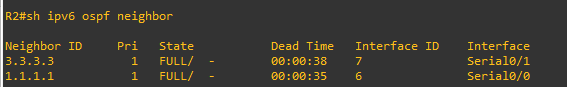 R2#sh ipv6 ospf neighbor
Neighbor ID     Pri   State           Dead Time   Interface ID    Interface
3.3.3.3           1   FULL/  -        00:00:38    7               Serial0/1
1.1.1.1           1   FULL/  -        00:00:35    6               Serial0/0